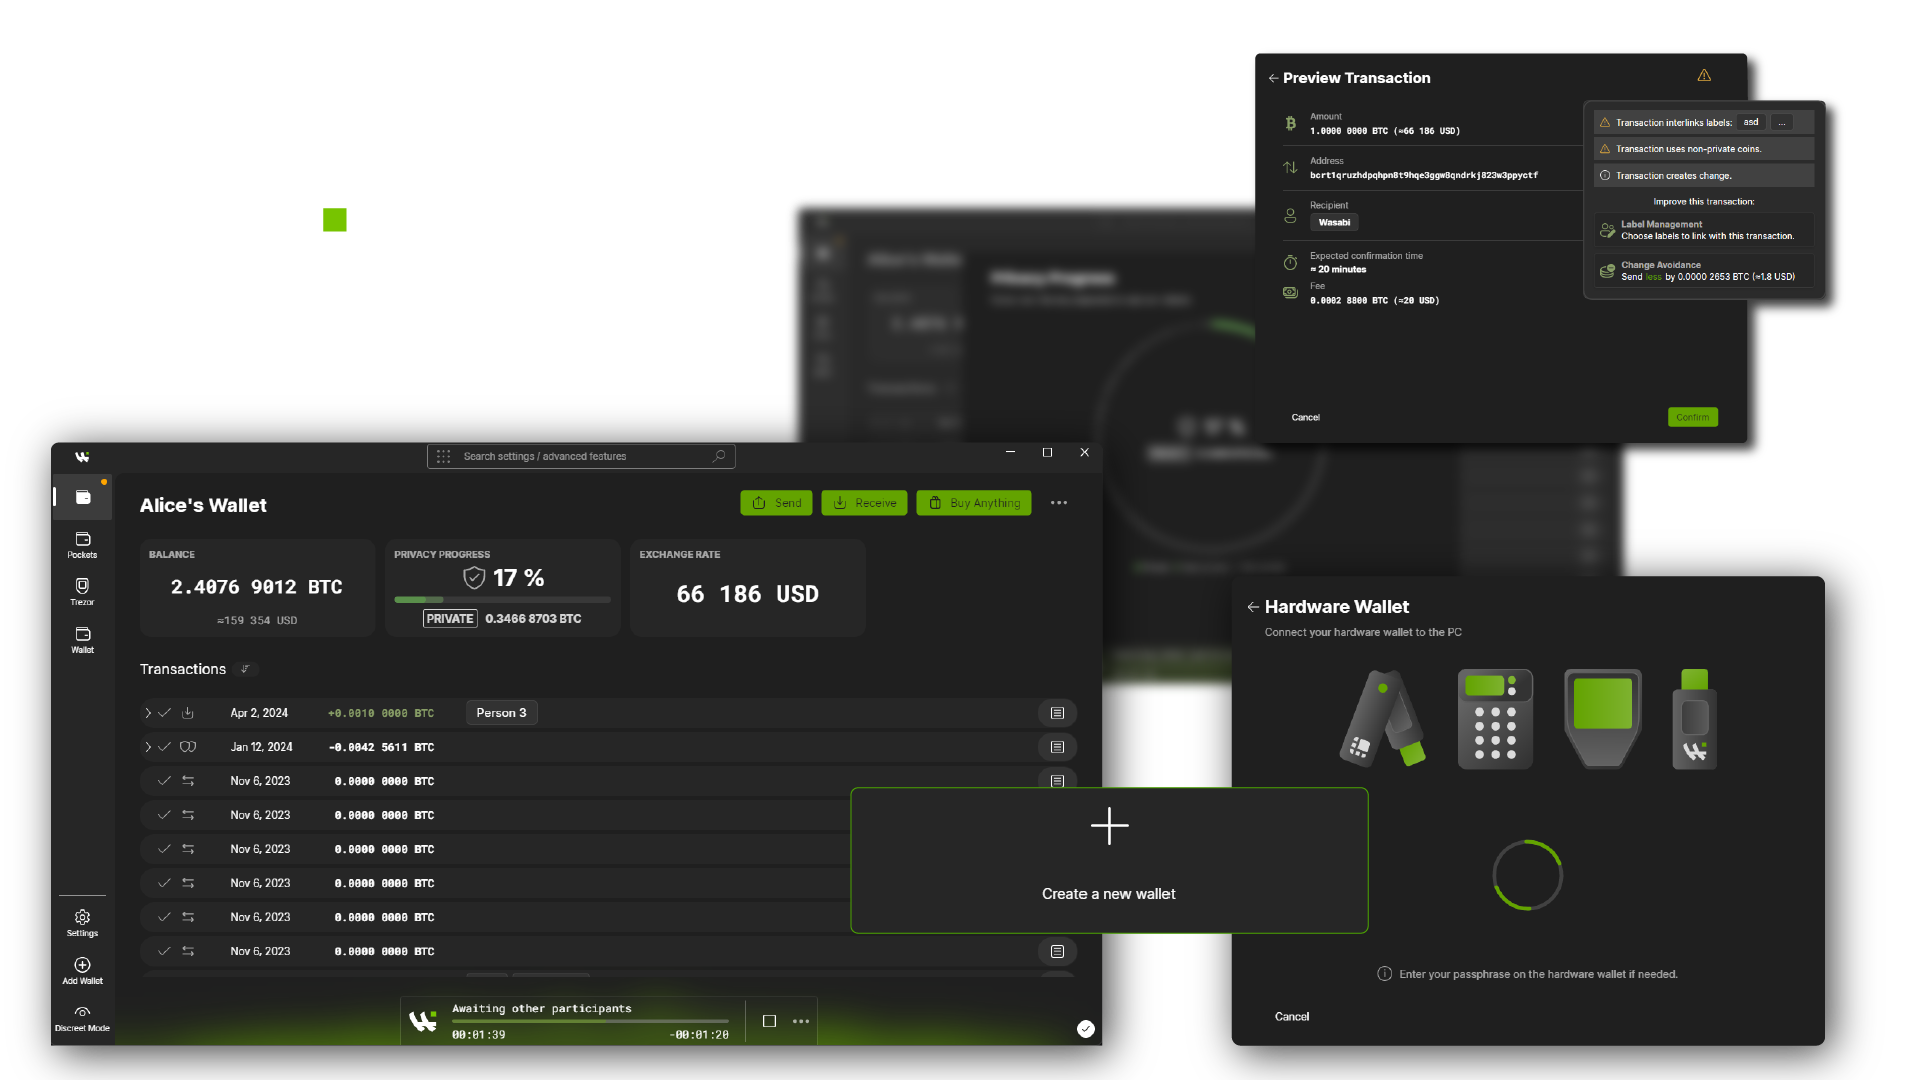 Preview Transaction
Amount
1.0000 0000 BTC (≈66 186 USD)
Address
bcrt1qruzhdpqhpn8t9hqe3ggw8qndrkj823w3ppyctf
Recipient
Wasabi
Expected confirmation time
≈ 20 minutes
Fee
0.0002 8800 BTC (≈20 USD)
Cancel
Confirm
Transaction interlinks labels: asd ...
Transaction uses non-private coins.
Transaction creates change.
Improve this transaction:
Label Management
Choose labels to link with this transaction.
Change Avoidance
Send less by 0.0000 2653 BTC (≈1.8 USD)
Alice's Wallet
Privacy Progress
17 %
Search settings / advanced features
Pockets
Trezor
Wallet
Settings
Add Wallet
Discreet Mode
Alice's Wallet
Send
Receive
Buy Anything
BALANCE
2.4076 9012 BTC
≈159 354 USD
PRIVACY PROGRESS
17 %
PRIVATE 0.3466 8703 BTC
EXCHANGE RATE
66 186 USD
Transactions
Apr 2, 2024 +0.0010 0000 BTC Person 3
Jan 12, 2024 -0.0042 5611 BTC
Nov 6, 2023 0.0000 0000 BTC
Nov 6, 2023 0.0000 0000 BTC
Nov 6, 2023 0.0000 0000 BTC
Nov 6, 2023 0.0000 0000 BTC
Nov 6, 2023 0.0000 0000 BTC
Nov 6, 2023 0.0000 0000 BTC
Awaiting other participants
00:01:39 -00:01:20
Create a new wallet
Hardware Wallet
Connect your hardware wallet to the PC
Enter your passphrase on the hardware wallet if needed.
Cancel